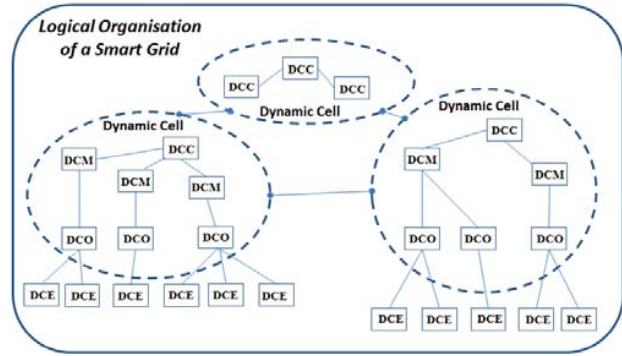 Logical Organisation
of a Smart Grid
DCC
DCC
DCC
Dynamic Cell
Dynamic Cell
DCC
DCM
DCM
DCM
DCO
DCO
DCO
DCE
DCE
DCE
DCE
DCE
DCE
Dynamic Cell
DCC
DCM
DCM
DCO
DCO
DCO
DCE
DCE
DCE
DCE
DCE